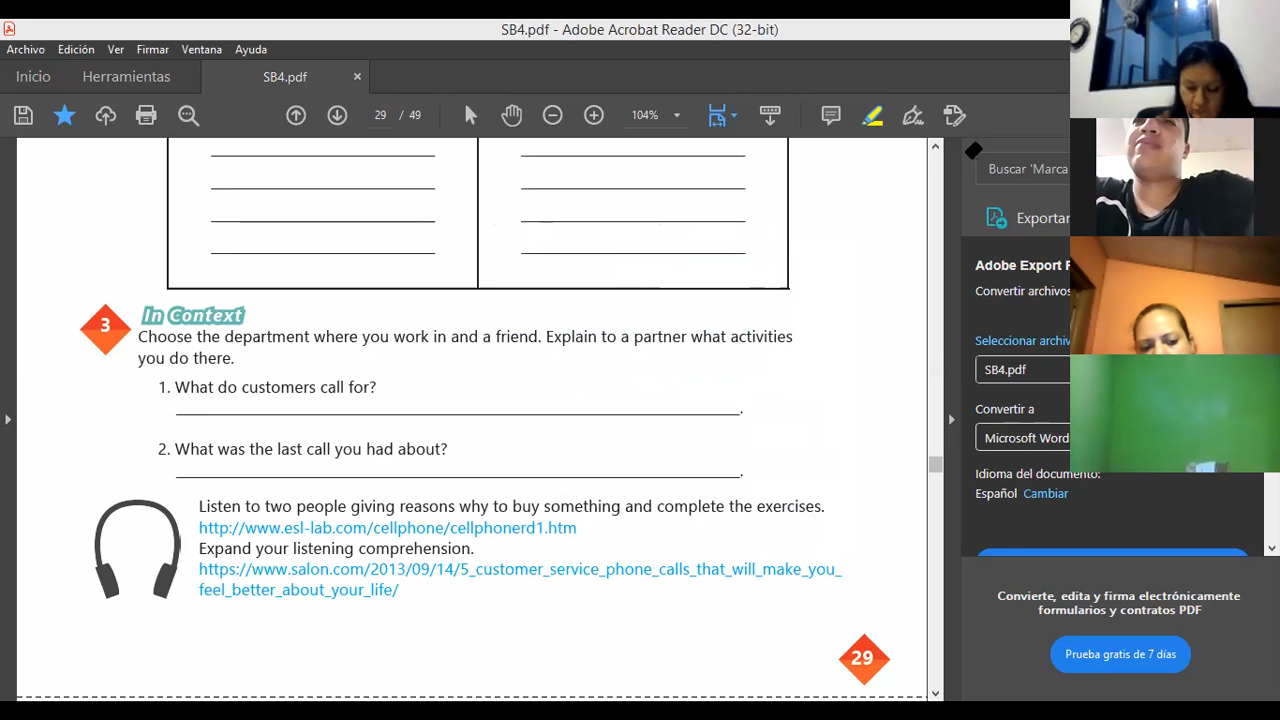 SB4.pdf - Adobe Acrobat Reader DC (32-bit)
Archivo Edición Ver Firmar Ventana Ayuda
Inicio Herramientas SB4.pdf ×
29 / 49 104%
3 In Context
Choose the department where you work in and a friend. Explain to a partner what activities
you do there.
1. What do customers call for?
2. What was the last call you had about?
Listen to two people giving reasons why to buy something and complete the exercises.
http://www.esl-lab.com/cellphone/cellphonerd1.htm
Expand your listening comprehension.
https://www.salon.com/2013/09/14/5_customer_service_phone_calls_that_will_make_you_
feel_better_about_your_life/
29
Buscar 'Marca
Exportar
Adobe Export
Convertir archivos
Seleccionar archiv
SB4.pdf
Convertir a
Microsoft Word
Idioma del documento:
Español Cambiar
Convierte, edita y firma electrónicamente
formularios y contratos PDF
Prueba gratis de 7 días